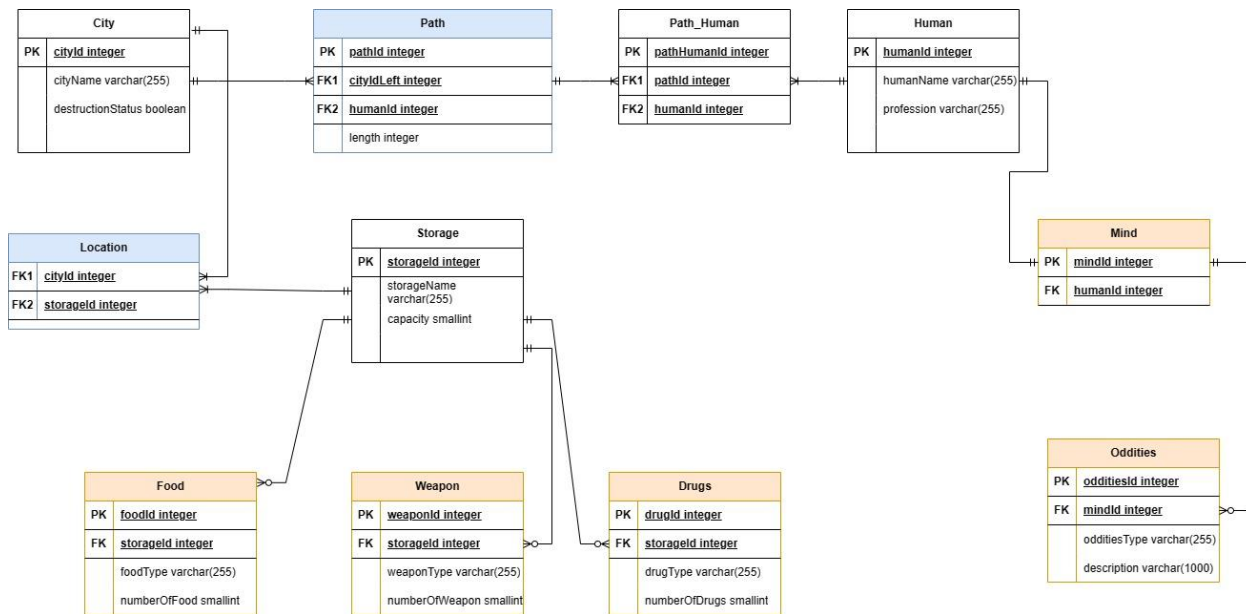 City
PK cityId integer
cityName varchar(255)
destructionStatus boolean
Path
PK pathId integer
FK1 cityIdLeft integer
FK2 humanId integer
length integer
Path_Human
PK pathHumanId integer
FK1 pathId integer
FK2 humanId integer
Human
PK humanId integer
humanName varchar(255)
profession varchar(255)
Location
FK1 cityId integer
FK2 storageId integer
Storage
PK storageId integer
storageName
varchar(255)
capacity smallint
Mind
PK mindId integer
FK humanId integer
Food
PK foodId integer
FK storageId integer
foodType varchar(255)
numberOfFood smallint
Weapon
PK weaponId integer
FK storageId integer
weaponType varchar(255)
numberOfWeapon smallint
Drugs
PK drugId integer
FK storageId integer
drugType varchar(255)
numberOfDrugs smallint
Oddities
PK odditiesId integer
FK mindId integer
odditiesType varchar(255)
description varchar(1000)